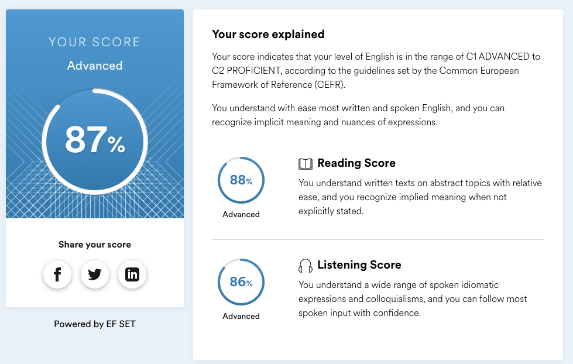 YOUR SCORE
Advanced
87%
Share your score
Powered by EF SET
Your score explained
Your score indicates that your level of English is in the range of C1 ADVANCED to
C2 PROFICIENT, according to the guidelines set by the Common European
Framework of Reference (CEFR).
You understand with ease most written and spoken English, and you can
recognize implicit meaning and nuances of expressions.
88%
Advanced
Reading Score
You understand written texts on abstract topics with relative
ease, and you recognize implied meaning when not
explicitly stated.
86%
Advanced
Listening Score
You understand a wide range of spoken idiomatic
expressions and colloquialisms, and you can follow most
spoken input with confidence.